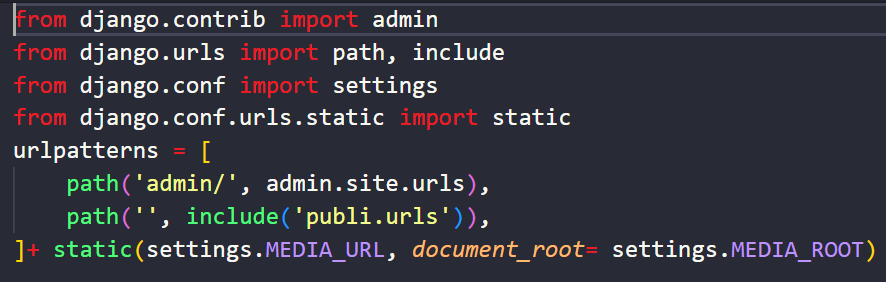 from django.contrib import admin
from django.urls import path, include
from django.conf import settings
from django.conf.urls.static import static
urlpatterns = [
    path('admin/', admin.site.urls),
    path('', include('publi.urls')),
]+ static(settings.MEDIA_URL, document_root= settings.MEDIA_ROOT)